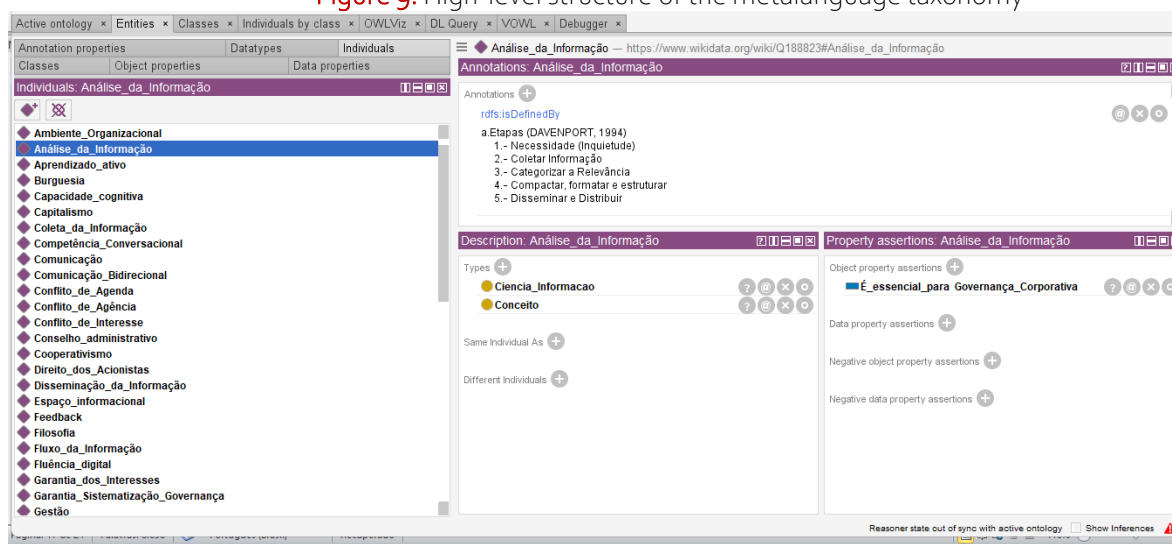 Figure 9. High-level structure of the metalanguage taxonomy
Active ontology × Entities × Classes × Individuals by class × OWLViz × DL Query × VOWL × Debugger ×
Annotation properties Datatypes Individuals
Classes Object properties Data properties
Individuals: Análise_da_Informação
Ambiente_Organizacional
Análise_da_Informação
Aprendizado_ativo
Burguesia
Capacidade_cognitiva
Capitalismo
Coleta_da_Informação
Competência_Conversacional
Comunicação
Comunicação_Bidirecional
Conflito_de_Agenda
Conflito_de_Agência
Conflito_de_Interesse
Conselho_administrativo
Cooperativismo
Direito_dos_Acionistas
Disseminação_da_Informação
Espaço_informacional
Feedback
Filosofia
Fluxo_da_Informação
Fluência_digital
Garantia_dos_Interesses
Garantia_Sistematização_Governança
Gestão
Análise_da_Informação — https://www.wikidata.org/wiki/Q188823#Análise_da_Informação
Annotations: Análise_da_Informação
Annotations
rdfs:isDefinedBy
a.Etapas (DAVENPORT, 1994)
1.- Necessidade (Inquietude)
2.- Coletar Informação
3.- Categorizar a Relevância
4.- Compactar, formatar e estruturar
5.- Disseminar e Distribuir
Description: Análise_da_Informação
Types
Ciencia_Informacao
Conceito
Same Individual As
Different Individuals
Property assertions: Análise_da_Informação
Object property assertions
É_essencial_para Governança_Corporativa
Data property assertions
Negative object property assertions
Negative data property assertions
Reasoner state out of sync with active ontology Show Inferences